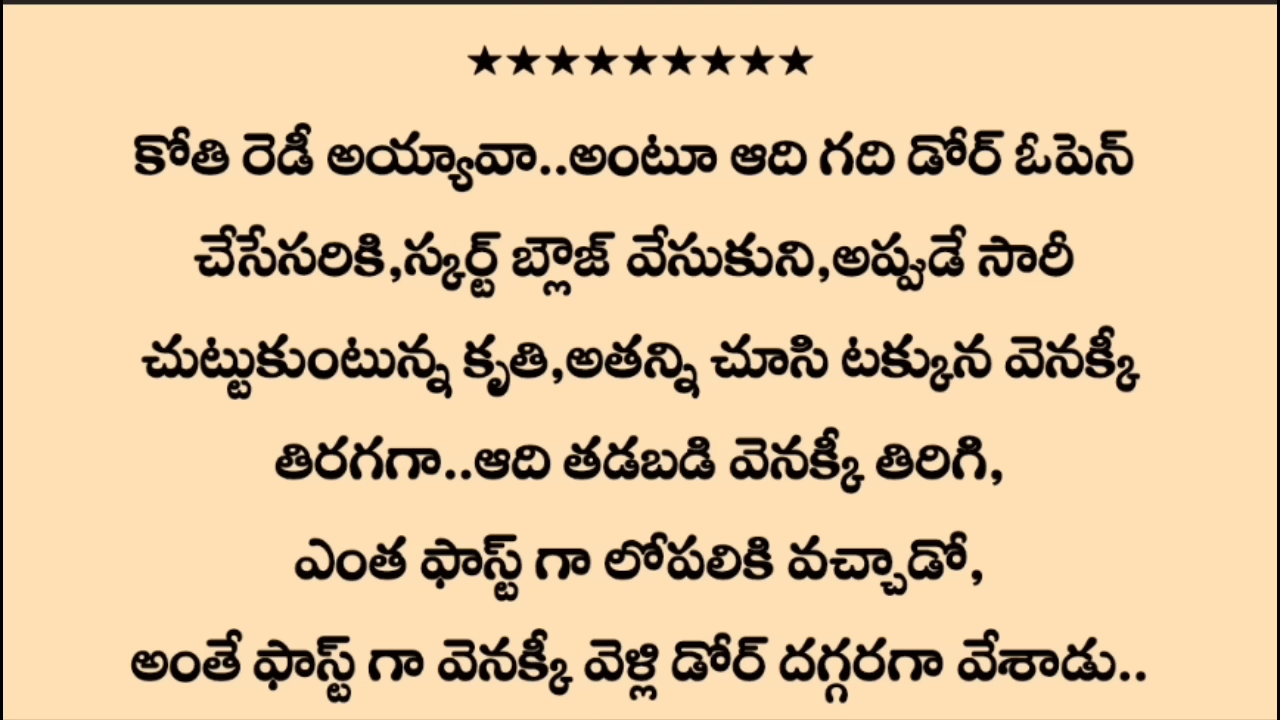 ★★★★★★★★★
కోతి రెడీ అయ్యావా..అంటూ ఆది గది డోర్ ఓపెన్
చేసేసరికి,స్కర్ట్ బ్లౌజ్ వేసుకుని,అప్పుడే సారీ
చుట్టుకుంటున్న కృతి,అతన్ని చూసి టక్కున వెనక్కీ
తిరగగా..ఆది తడబడి వెనక్కీ తిరిగి,
ఎంత ఫాస్ట్ గా లోపలికి వచ్చాడో,
అంతే ఫాస్ట్ గా వెనక్కీ వెళ్లి డోర్ దగ్గరగా వేశాడు..